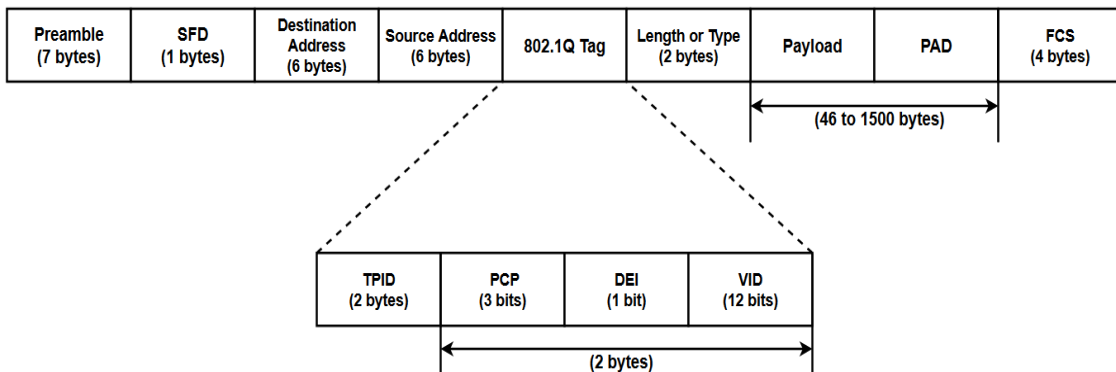 Preamble
(7 bytes)
SFD
(1 bytes)
Destination
Address
(6 bytes)
Source Address
(6 bytes)
802.1Q Tag
Length or Type
(2 bytes)
Payload
PAD
FCS
(4 bytes)
(46 to 1500 bytes)
TPID
(2 bytes)
PCP
(3 bits)
DEI
(1 bit)
VID
(12 bits)
(2 bytes)